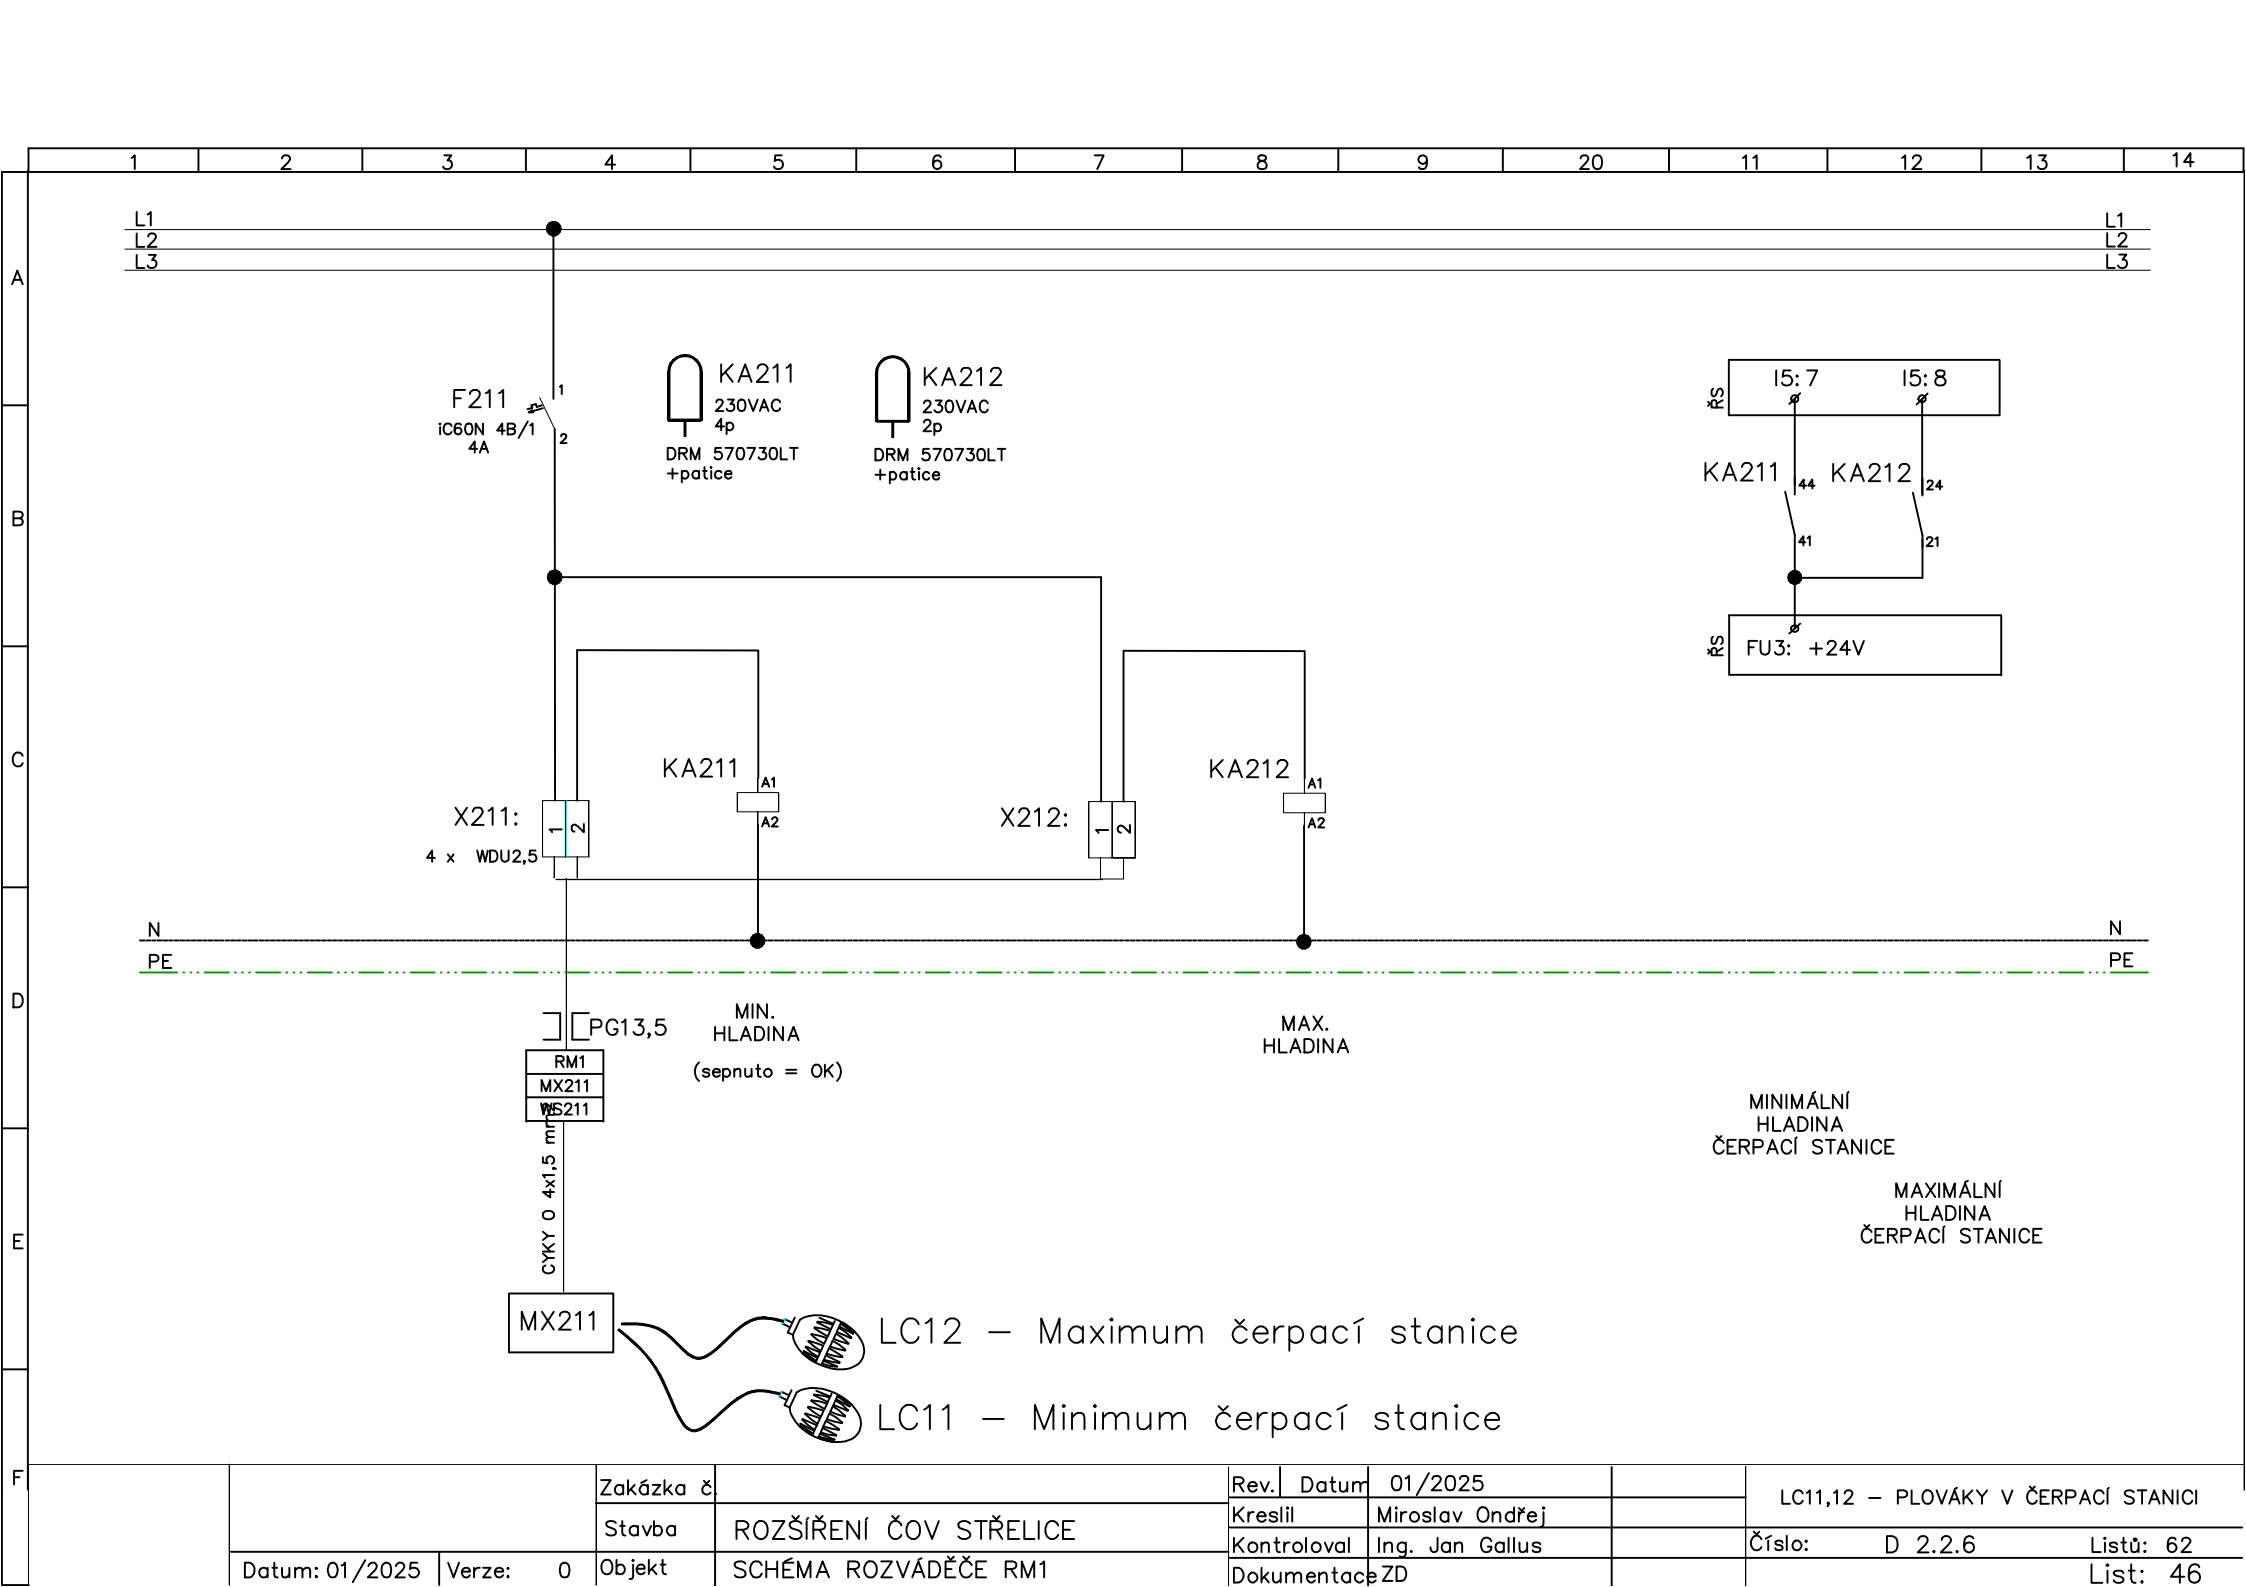 1 2 3 4 5 6 7 8 9 20 11 12 13 14
A
B
C
D
E
F
L1 L1
L2 L2
L3 L3
F211
iC60N 4B/1
4A
1
2
KA211
230VAC
4p
DRM 570730LT
+patice
KA212
230VAC
2p
DRM 570730LT
+patice
ŘS
I5:7 I5:8
KA211 44 KA212 24
41 21
ŘS
FU3: +24V
KA211 A1
A2
KA212 A1
A2
X211: 1 2
4 x WDU2,5
X212: 1 2
N N
PE PE
PG13,5
MIN.
HLADINA
(sepnuto = OK)
MAX.
HLADINA
RM1
MX211
WS211
CYKY O 4x1,5 mm
MINIMÁLNÍ
HLADINA
ČERPACÍ STANICE
MAXIMÁLNÍ
HLADINA
ČERPACÍ STANICE
MX211
LC12 – Maximum čerpací stanice
LC11 – Minimum čerpací stanice
Zakázka č.
Stavba ROZŠÍŘENÍ ČOV STŘELICE
Datum: 01/2025 Verze: 0 Objekt SCHÉMA ROZVÁDĚČE RM1
Rev. Datum 01/2025
Kreslil Miroslav Ondřej
Kontroloval Ing. Jan Gallus
Dokumentace ZD
LC11,12 – PLOVÁKY V ČERPACÍ STANICI
Číslo: D 2.2.6 Listů: 62
List: 46